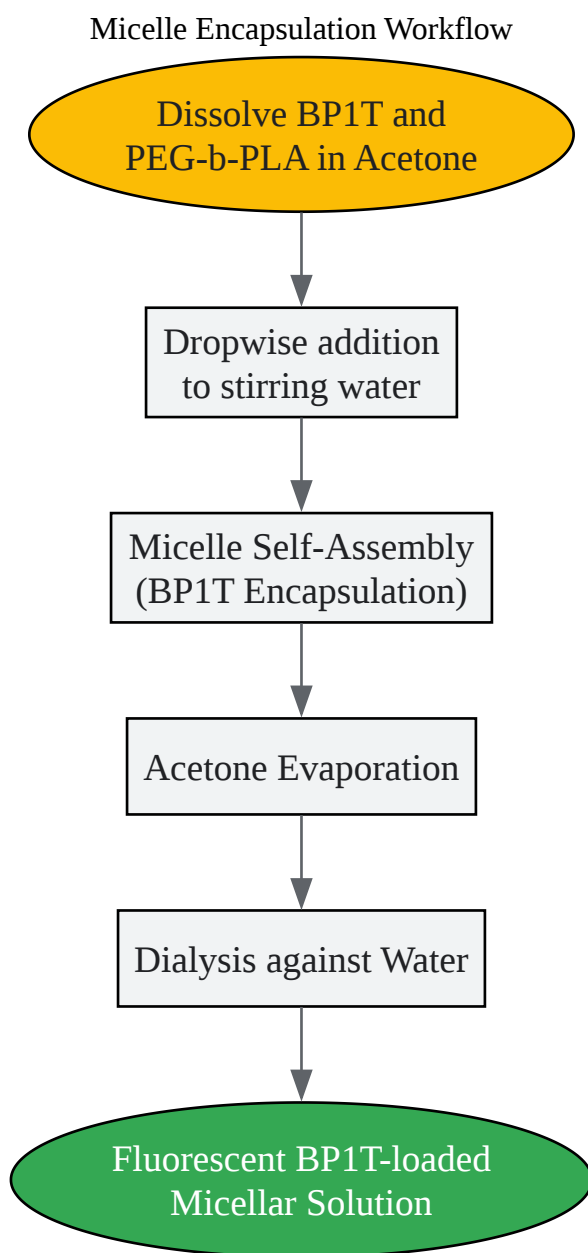 Micelle Encapsulation Workflow
Dissolve BP1T and
PEG-b-PLA in Acetone
Dropwise addition
to stirring water
Micelle Self-Assembly
(BP1T Encapsulation)
Acetone Evaporation
Dialysis against Water
Fluorescent BP1T-loaded
Micellar Solution